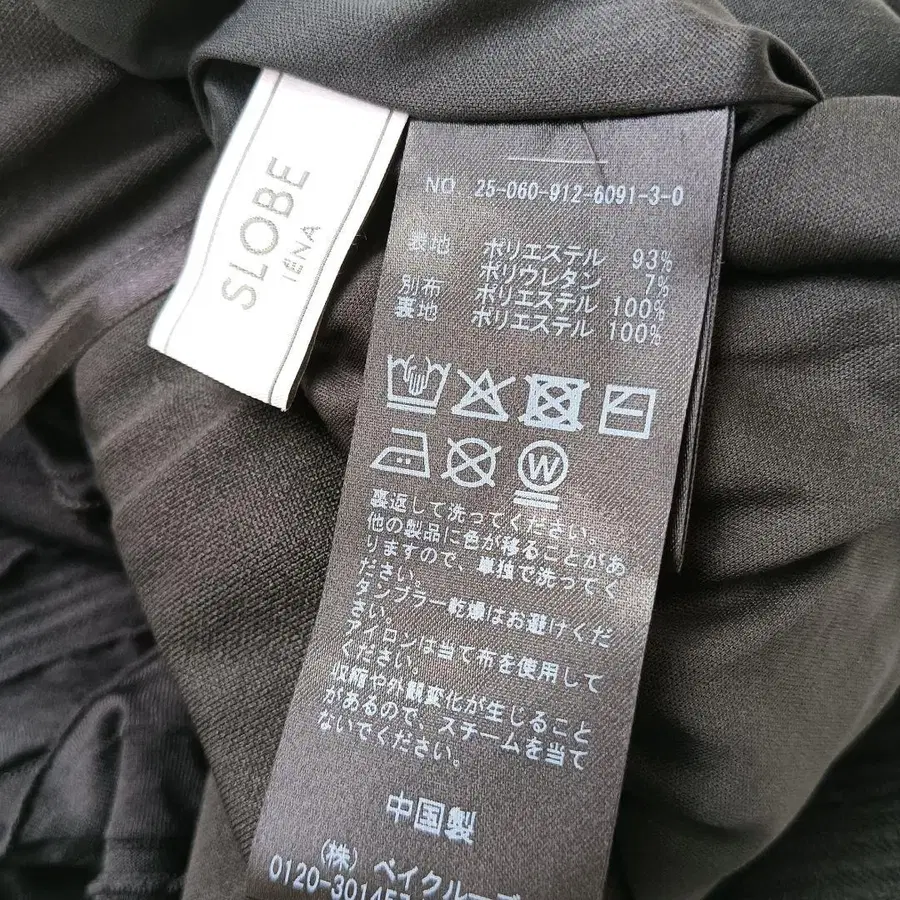 SLOBE
IÉNA
NO 25-060-912-6091-3-0
表地 ポリエステル 93%
ポリウレタン 7%
別布 ポリエステル 100%
裏地 ポリエステル 100%
W
裏返して洗ってください。
他の製品に色が移ることがあ
りますので、単独で洗ってく
ださい。
タンブラー乾燥はお避けくだ
さい。
アイロンは当て布を使用して
ください。
収縮や外観変化が生じること
があるので、スチームを当て
ないでください。
中国製
(株) ベイクルーズ
0120-301457